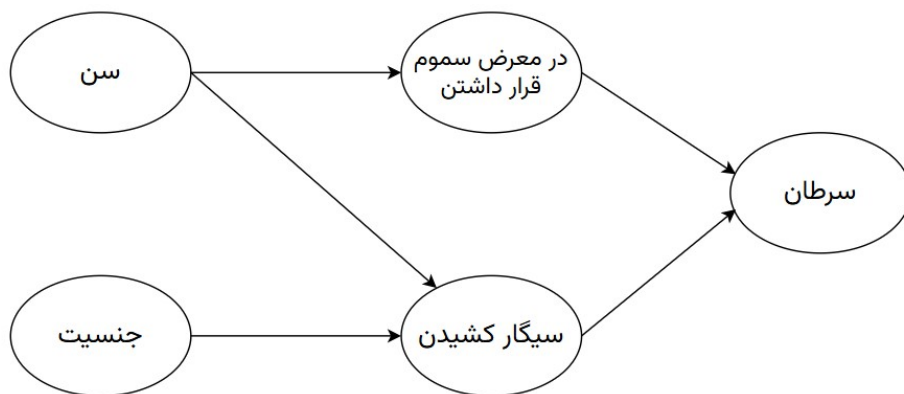 سن
در معرض سموم
قرار داشتن
سرطان
جنسیت
سیگار کشیدن